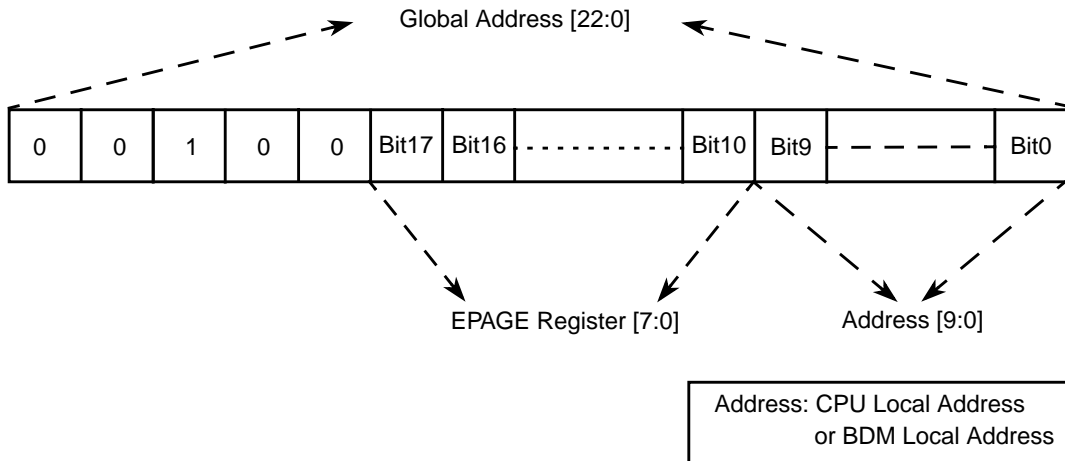 Global Address [22:0]
0 0 1 0 0 Bit17 Bit16 Bit10 Bit9 Bit0
EPAGE Register [7:0] Address [9:0]
Address: CPU Local Address
or BDM Local Address